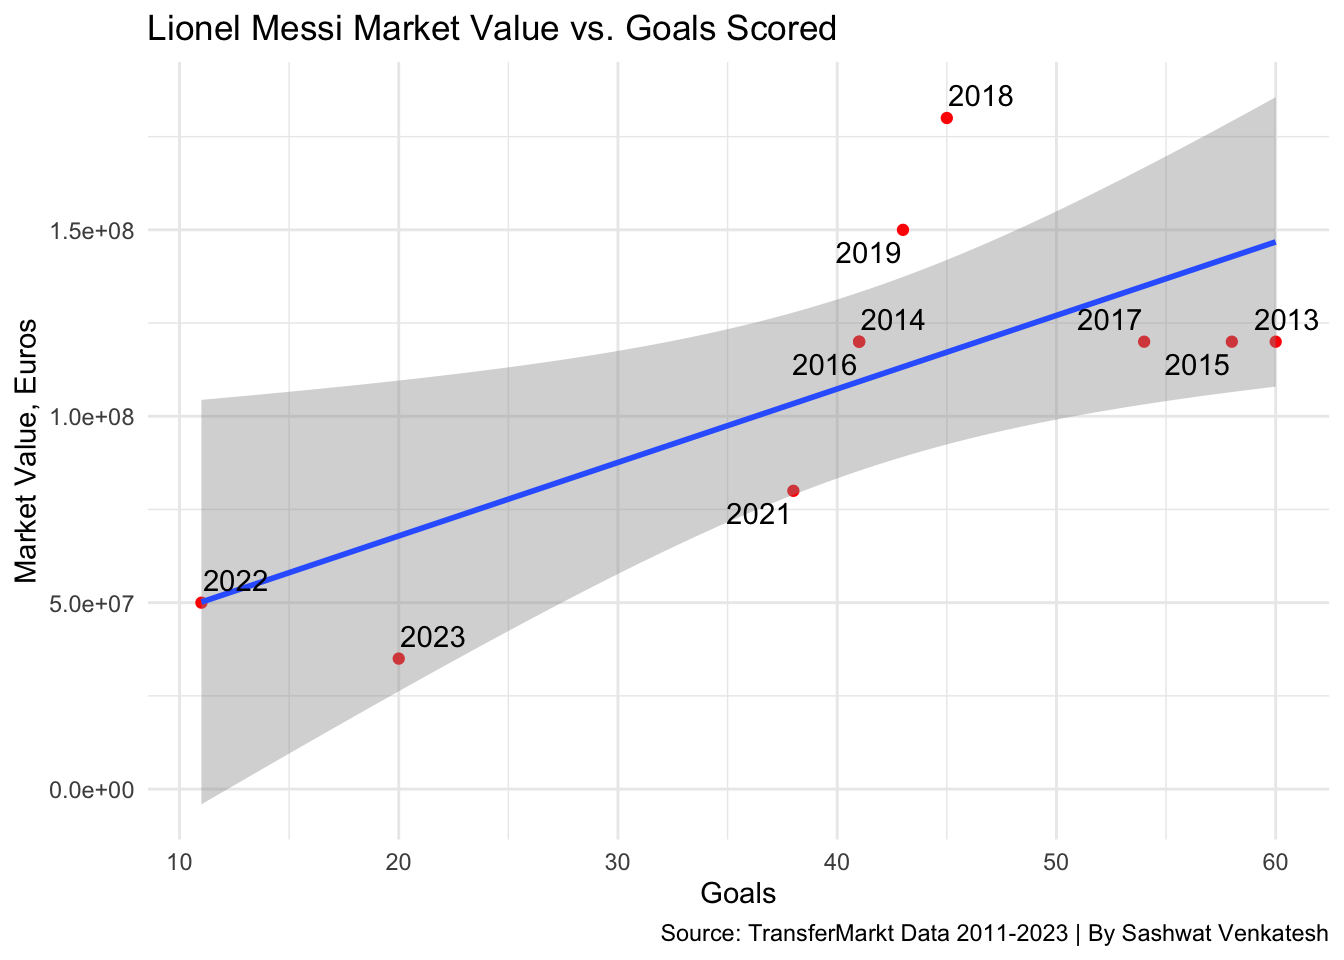 Lionel Messi Market Value vs. Goals Scored
Market Value, Euros
1.5e+08
1.0e+08
5.0e+07
0.0e+00
2018
2019
2014
2017
2013
2016
2015
2021
2022
2023
10 20 30 40 50 60
Goals
Source: TransferMarkt Data 2011-2023 | By Sashwat Venkatesh